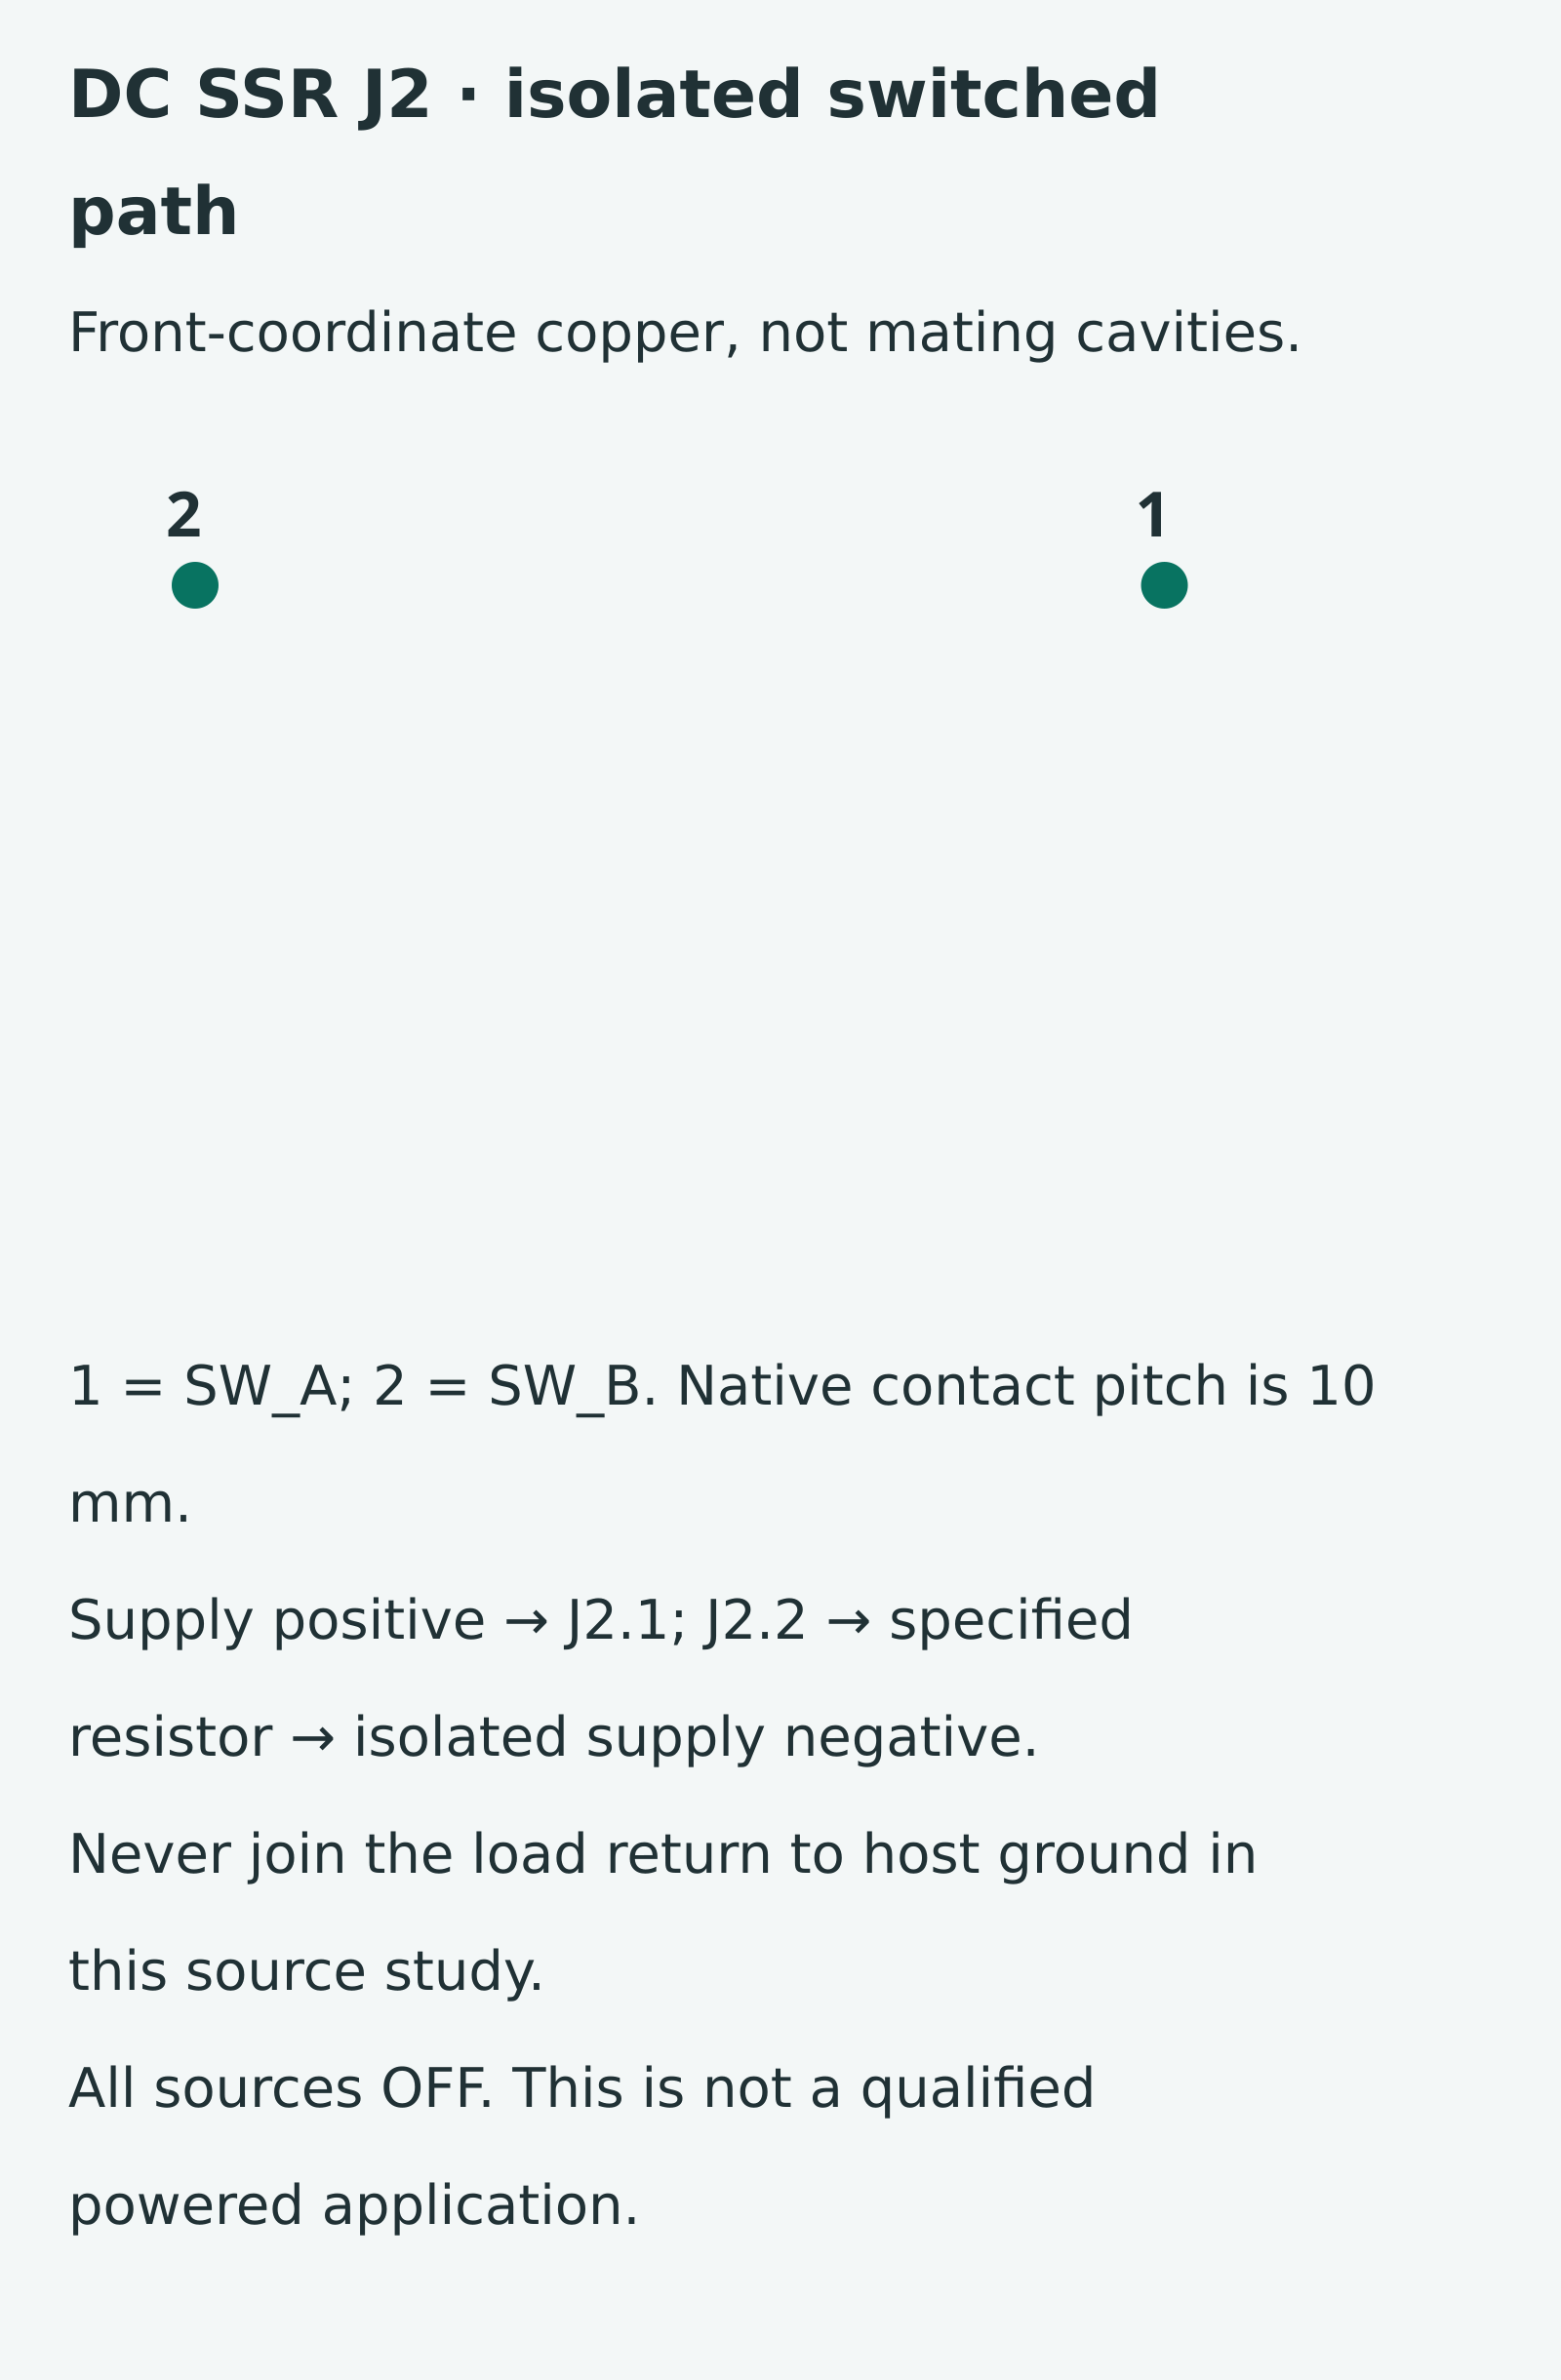 DC SSR J2 · isolated switched
path
Front-coordinate copper, not mating cavities.
2 1
1 = SW_A; 2 = SW_B. Native contact pitch is 10
mm.
Supply positive → J2.1; J2.2 → specified
resistor → isolated supply negative.
Never join the load return to host ground in
this source study.
All sources OFF. This is not a qualified
powered application.